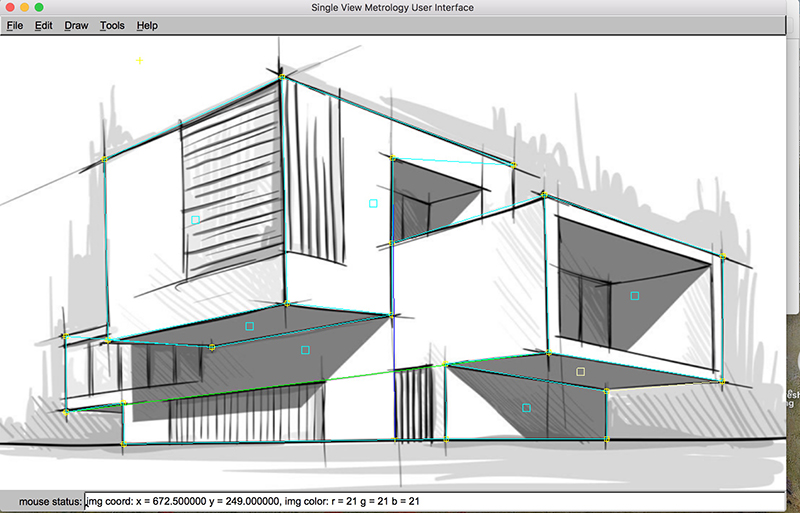 Single View Metrology User Interface
File Edit Draw Tools Help
mouse status: img coord: x = 672.500000 y = 249.000000, img color: r = 21 g = 21 b = 21